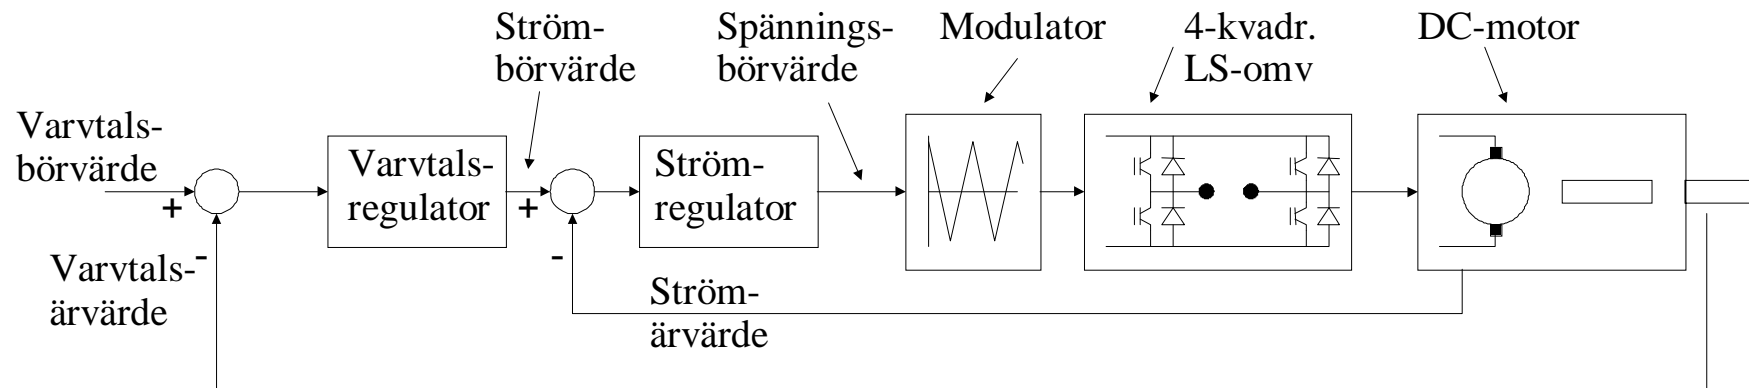 Ström-
börvärde
Spännings-
börvärde
Modulator
4-kvadr.
LS-omv
DC-motor
Varvtals-
börvärde
Varvtals-
regulator
Ström-
regulator
+
+
-
-
Varvtals-
ärvärde
Ström-
ärvärde